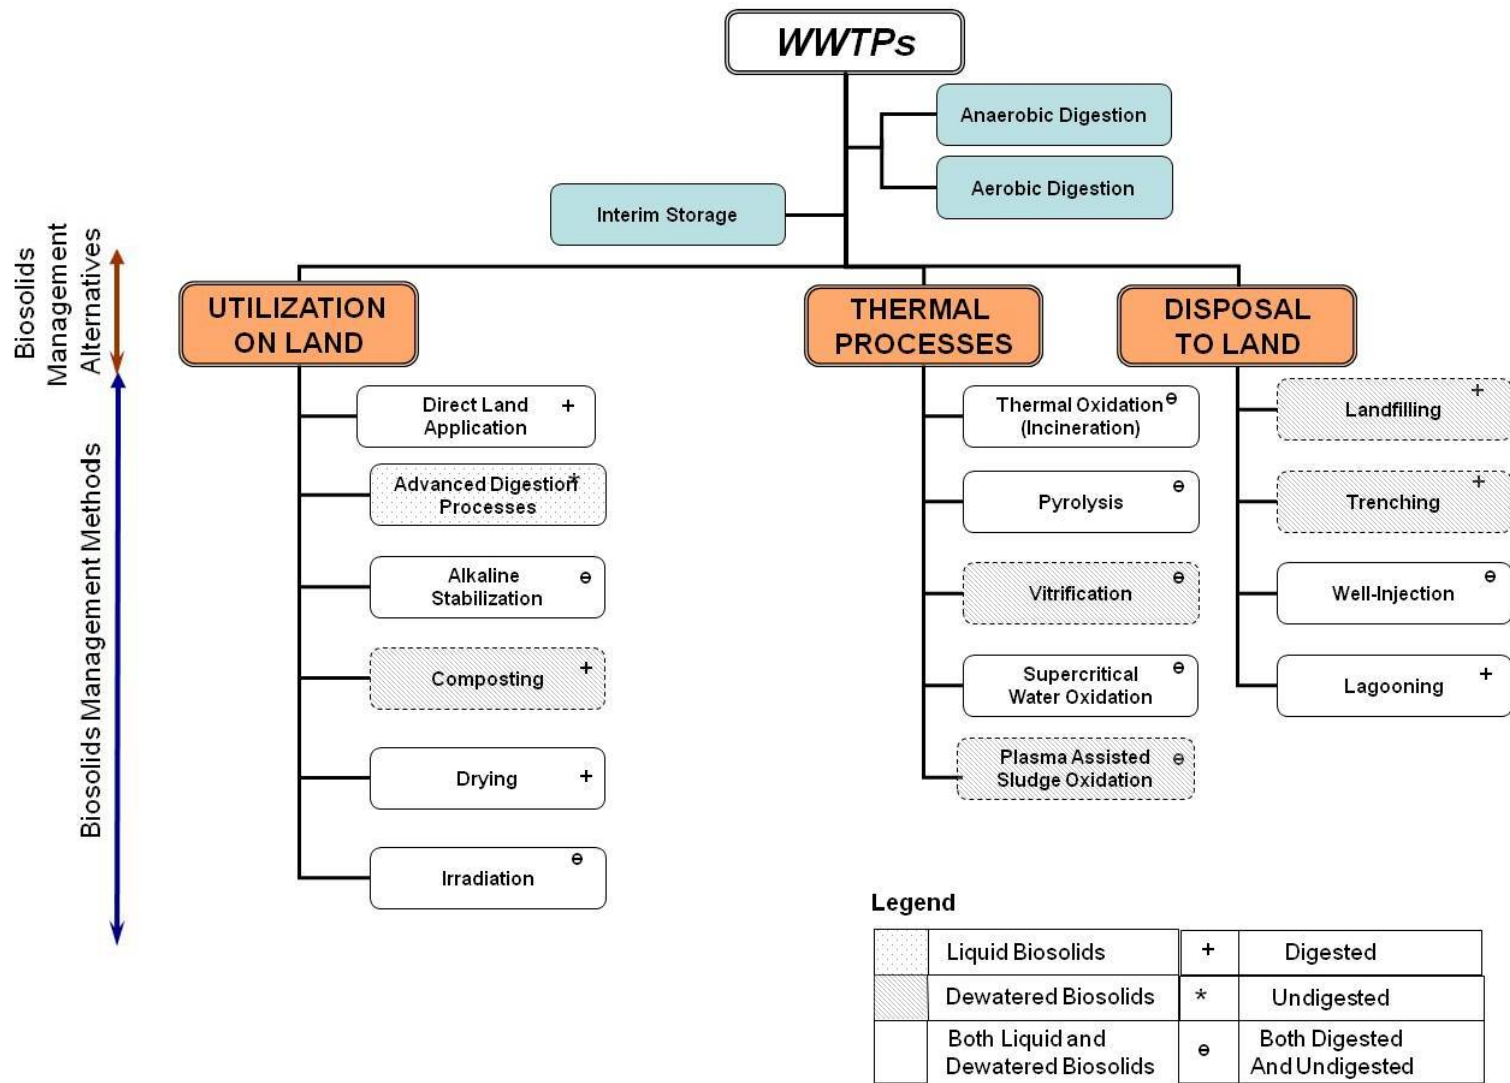 WWTPs
Anaerobic Digestion
Aerobic Digestion
Interim Storage
Biosolids
Management
Alternatives
UTILIZATION
ON LAND
THERMAL
PROCESSES
DISPOSAL
TO LAND
Biosolids Management Methods
Direct Land +
Application
Advanced Digestion *
Processes
Alkaline ɵ
Stabilization
Composting +
Drying +
Irradiation ɵ
Thermal Oxidation ɵ
(Incineration)
Pyrolysis ɵ
Vitrification ɵ
Supercritical ɵ
Water Oxidation
Plasma Assisted ɵ
Sludge Oxidation
Landfilling +
Trenching +
Well-Injection ɵ
Lagooning +
Legend
Liquid Biosolids + Digested
Dewatered Biosolids * Undigested
Both Liquid and ɵ Both Digested
Dewatered Biosolids And Undigested